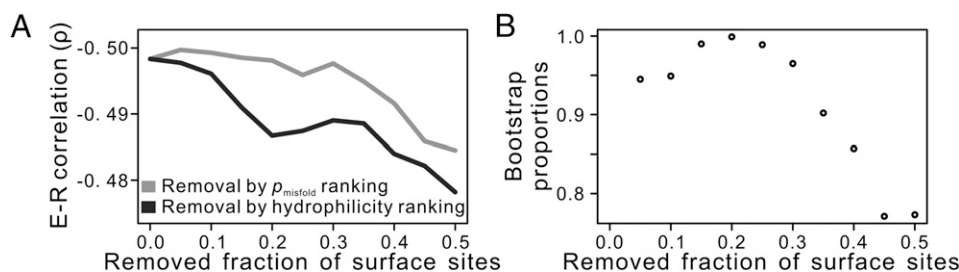 A
E-R correlation (ρ)
-0.50
-0.49
-0.48
Removal by pmisfold ranking
Removal by hydrophilicity ranking
0.0 0.1 0.2 0.3 0.4 0.5
Removed fraction of surface sites
B
Bootstrap
proportions
1.0
0.9
0.8
0.0 0.1 0.2 0.3 0.4 0.5
Removed fraction of surface sites